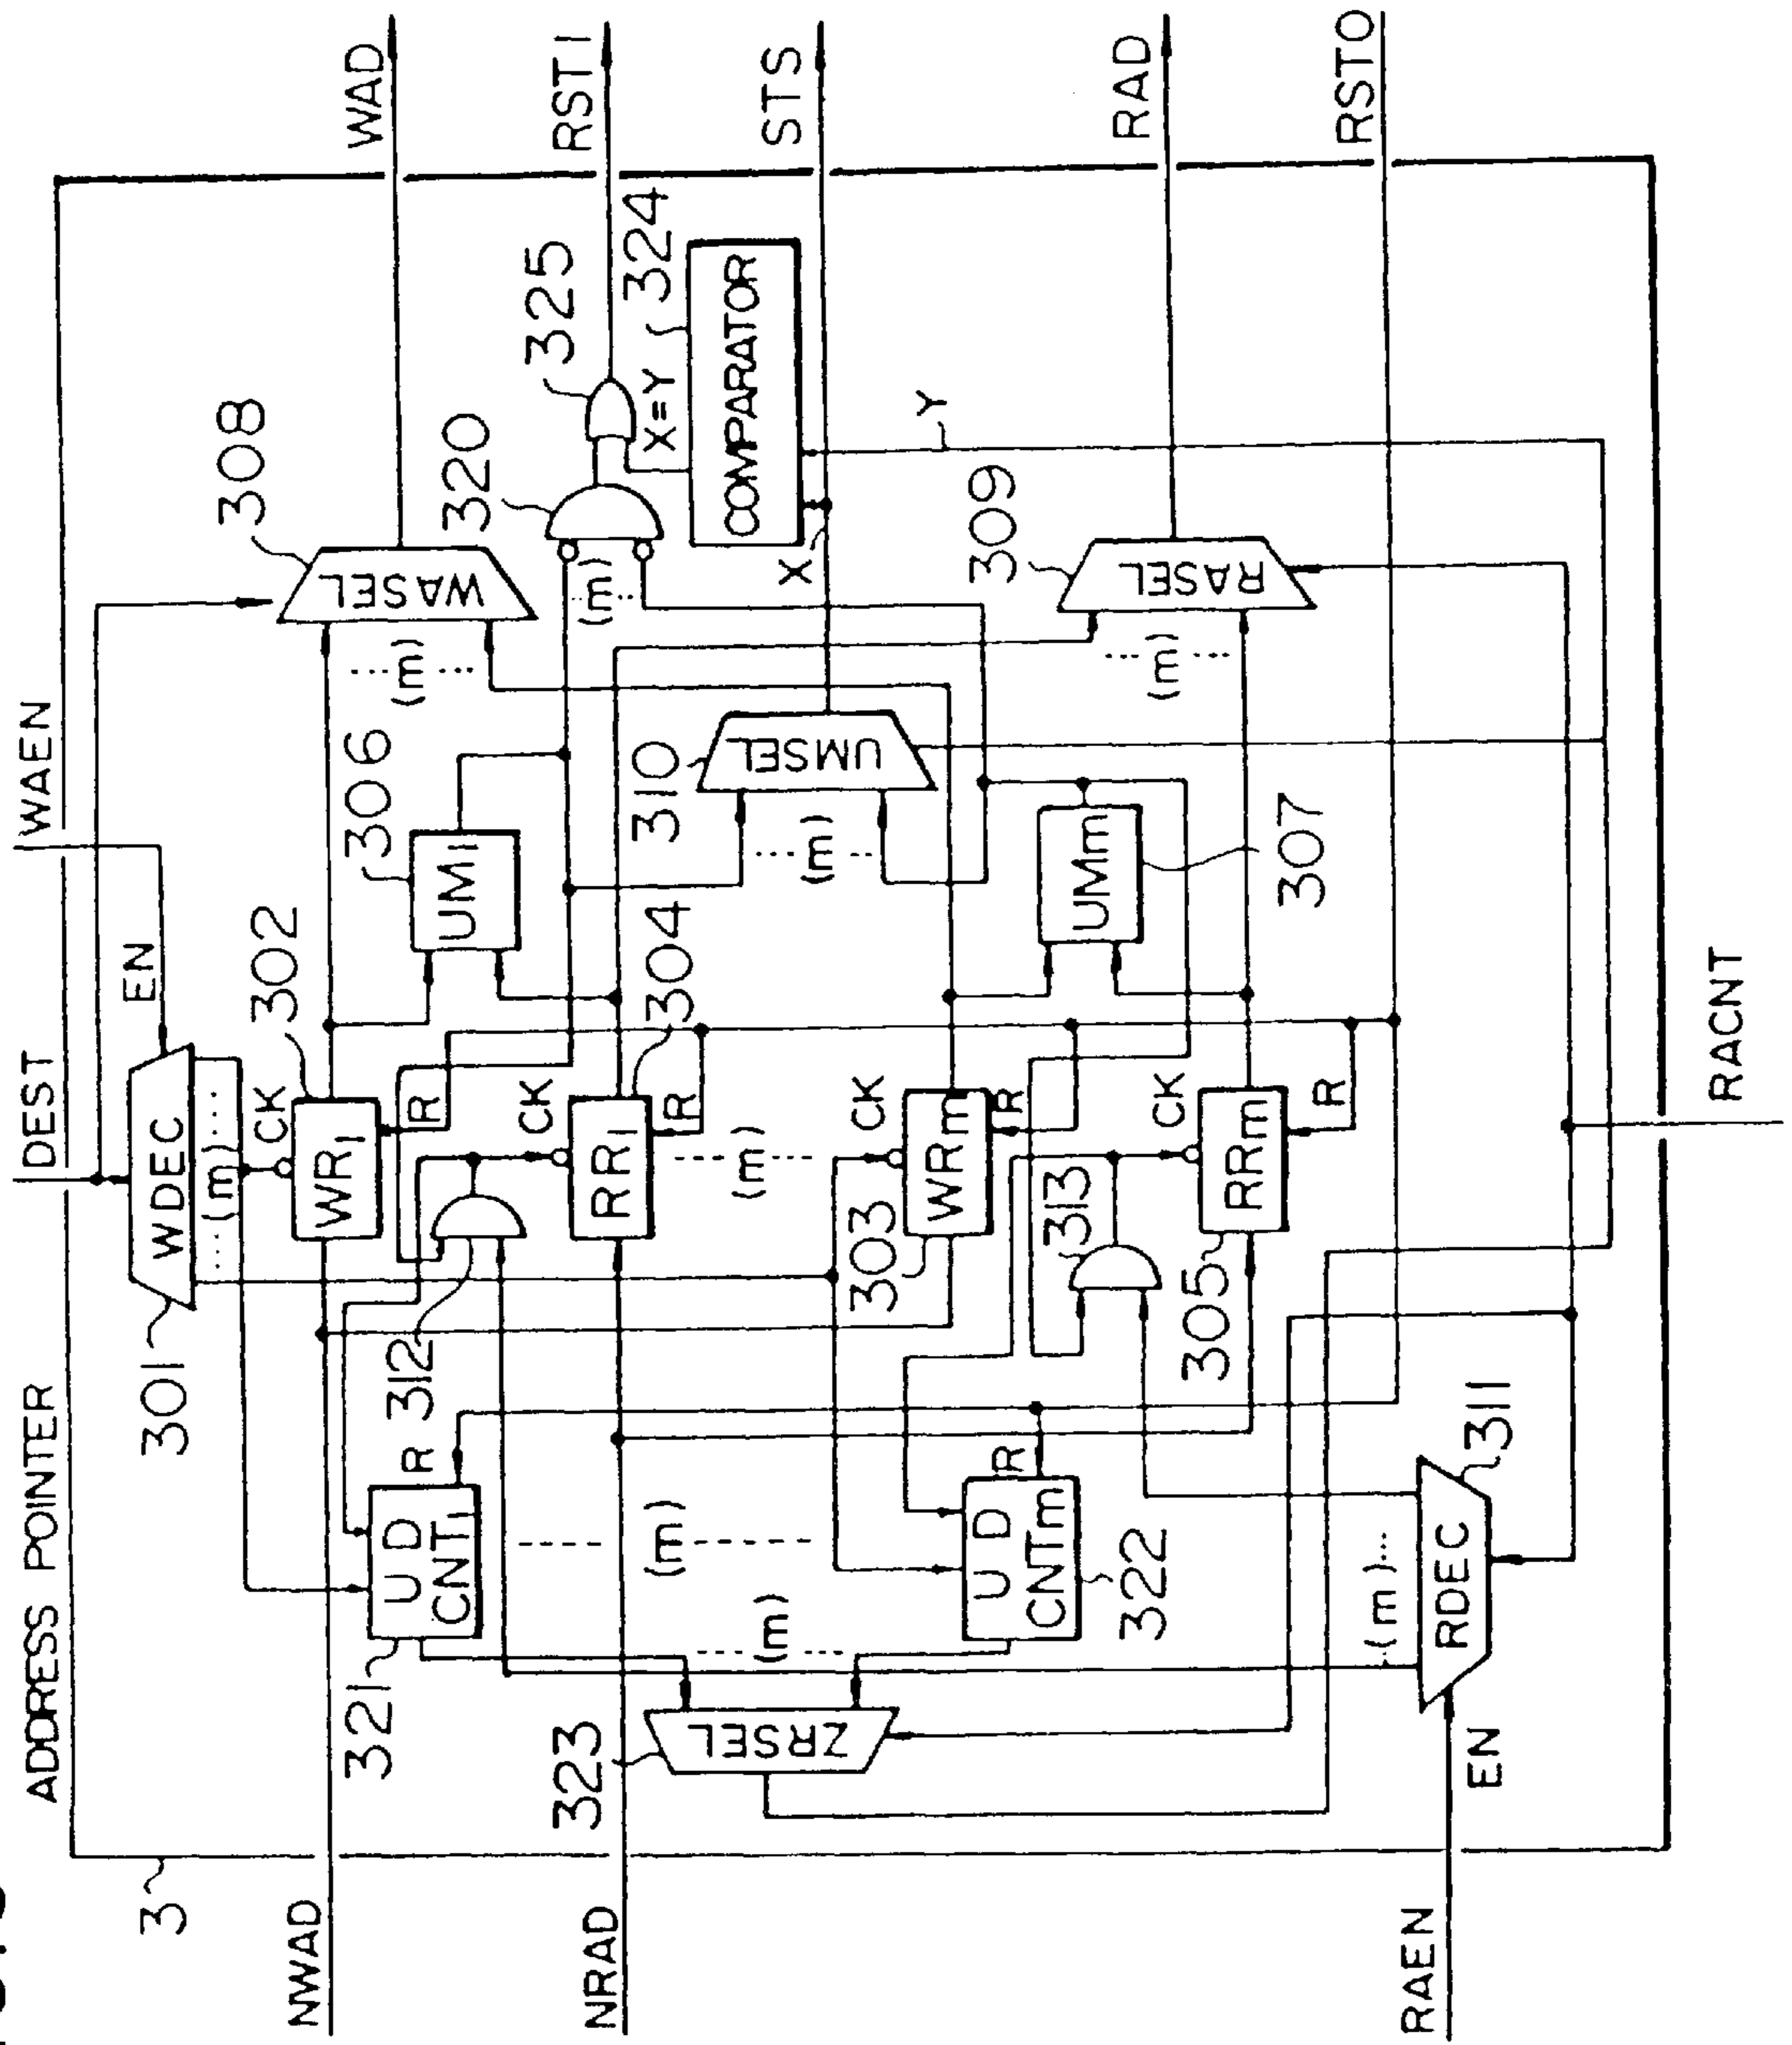 ADDRESS POINTER
3
DEST
WAEN
WAD
RST1
STS
RAD
RSTO
RACNT
NWAD
NRAD
RAEN
EN
301
WDEC
EN
(m)
CK
302
WR1
R
306
UM1
308
WASEL
(m)
320
(m)
325
X=Y
324
COMPARATOR
X
Y
321
U D
CNT1
R
312
CK
304
RR1
R
310
UMSEL
(m)
309
RASEL
(m)
(m)
(m)
(m)
323
ZRSEL
322
U D
CNTm
R
303
CK
WRm
R
313
CK
305
RRm
R
UMm
307
(m)
RDEC
311